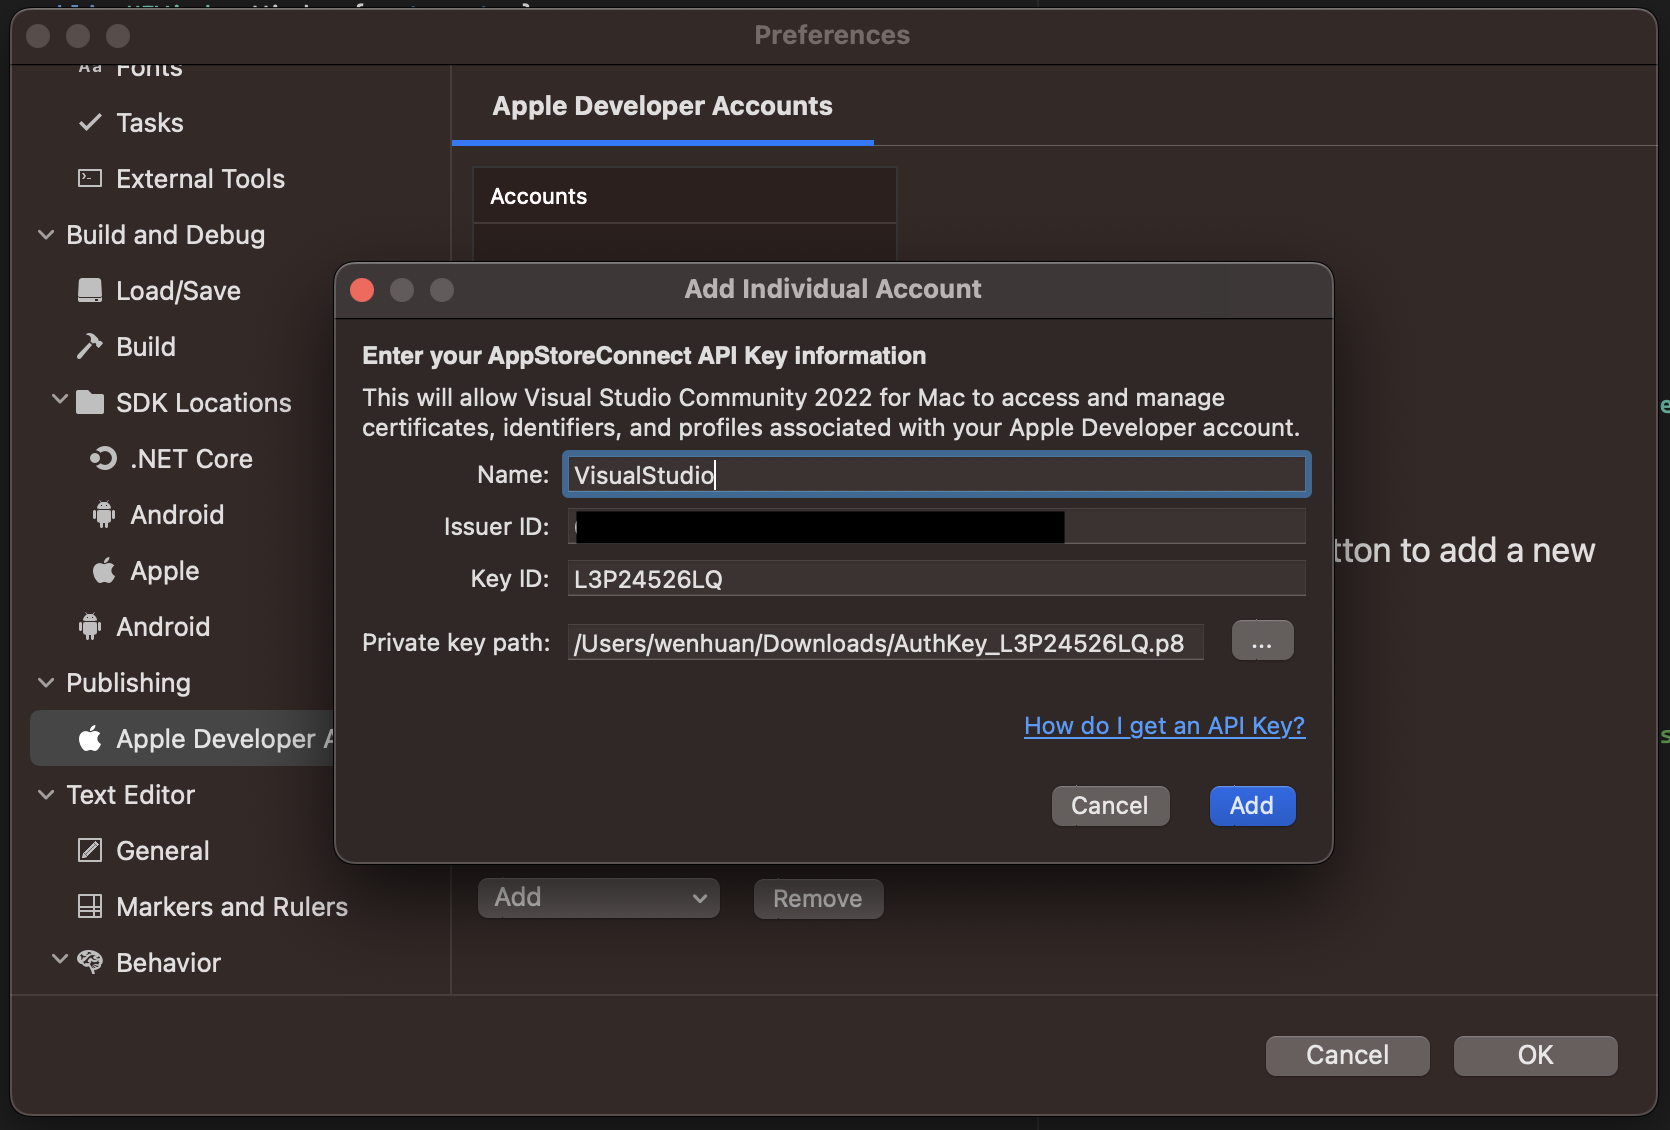 Preferences
Fonts
Tasks
External Tools
Build and Debug
Load/Save
Build
SDK Locations
.NET Core
Android
Apple
Android
Publishing
Apple Developer A
Text Editor
General
Markers and Rulers
Behavior
Apple Developer Accounts
Accounts
tton to add a new
Add
Remove
Add Individual Account
Enter your AppStoreConnect API Key information
This will allow Visual Studio Community 2022 for Mac to access and manage
certificates, identifiers, and profiles associated with your Apple Developer account.
Name: VisualStudio
Issuer ID:
Key ID: L3P24526LQ
Private key path: /Users/wenhuan/Downloads/AuthKey_L3P24526LQ.p8 ...
How do I get an API Key?
Cancel Add
Cancel OK